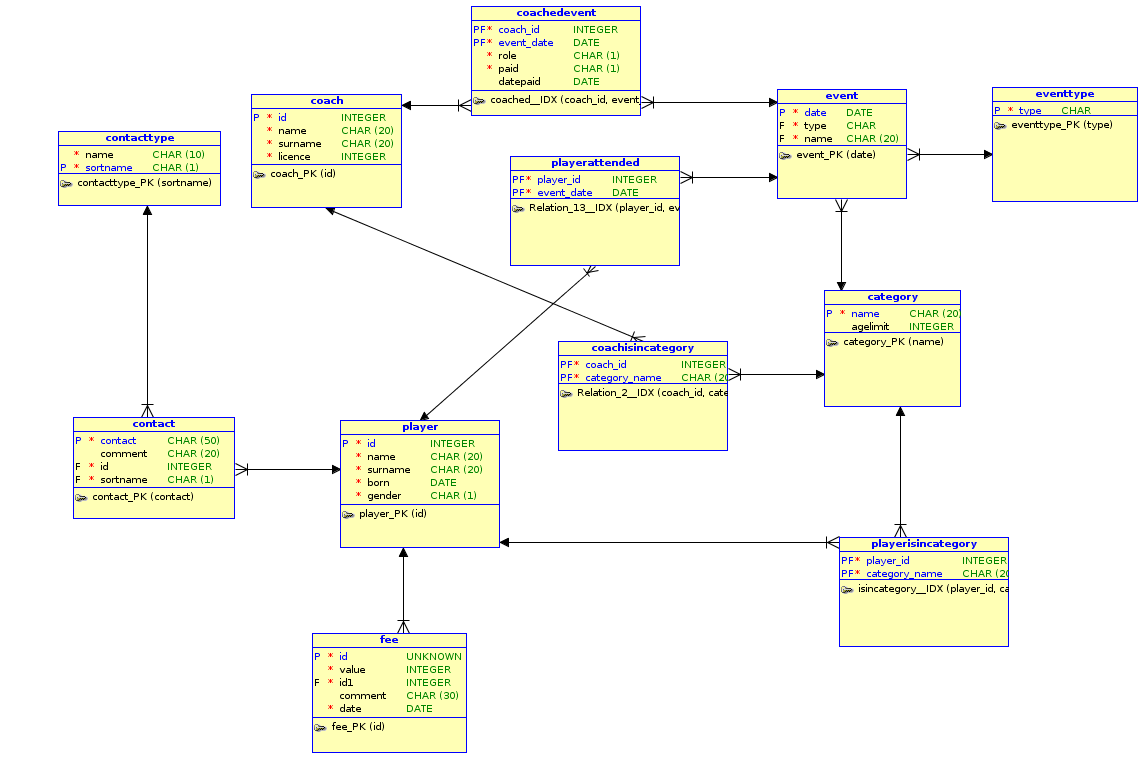 coachedevent
PF* coach_id INTEGER
PF* event_date DATE
* role CHAR (1)
* paid CHAR (1)
datepaid DATE
coached__IDX (coach_id, event
coach
P * id INTEGER
* name CHAR (20)
* surname CHAR (20)
* licence INTEGER
coach_PK (id)
event
P * date DATE
F * type CHAR
F * name CHAR (20)
event_PK (date)
eventtype
P * type CHAR
eventtype_PK (type)
contacttype
* name CHAR (10)
P * sortname CHAR (1)
contacttype_PK (sortname)
playerattended
PF* player_id INTEGER
PF* event_date DATE
Relation_13__IDX (player_id, ev
category
P * name CHAR (20)
agelimit INTEGER
category_PK (name)
coachisincategory
PF* coach_id INTEGER
PF* category_name CHAR (20
Relation_2__IDX (coach_id, cate
contact
P * contact CHAR (50)
comment CHAR (20)
F * id INTEGER
F * sortname CHAR (1)
contact_PK (contact)
player
P * id INTEGER
* name CHAR (20)
* surname CHAR (20)
* born DATE
* gender CHAR (1)
player_PK (id)
playerisincategory
PF* player_id INTEGER
PF* category_name CHAR (20
isincategory__IDX (player_id, ca
fee
P * id UNKNOWN
* value INTEGER
F * id1 INTEGER
comment CHAR (30)
* date DATE
fee_PK (id)